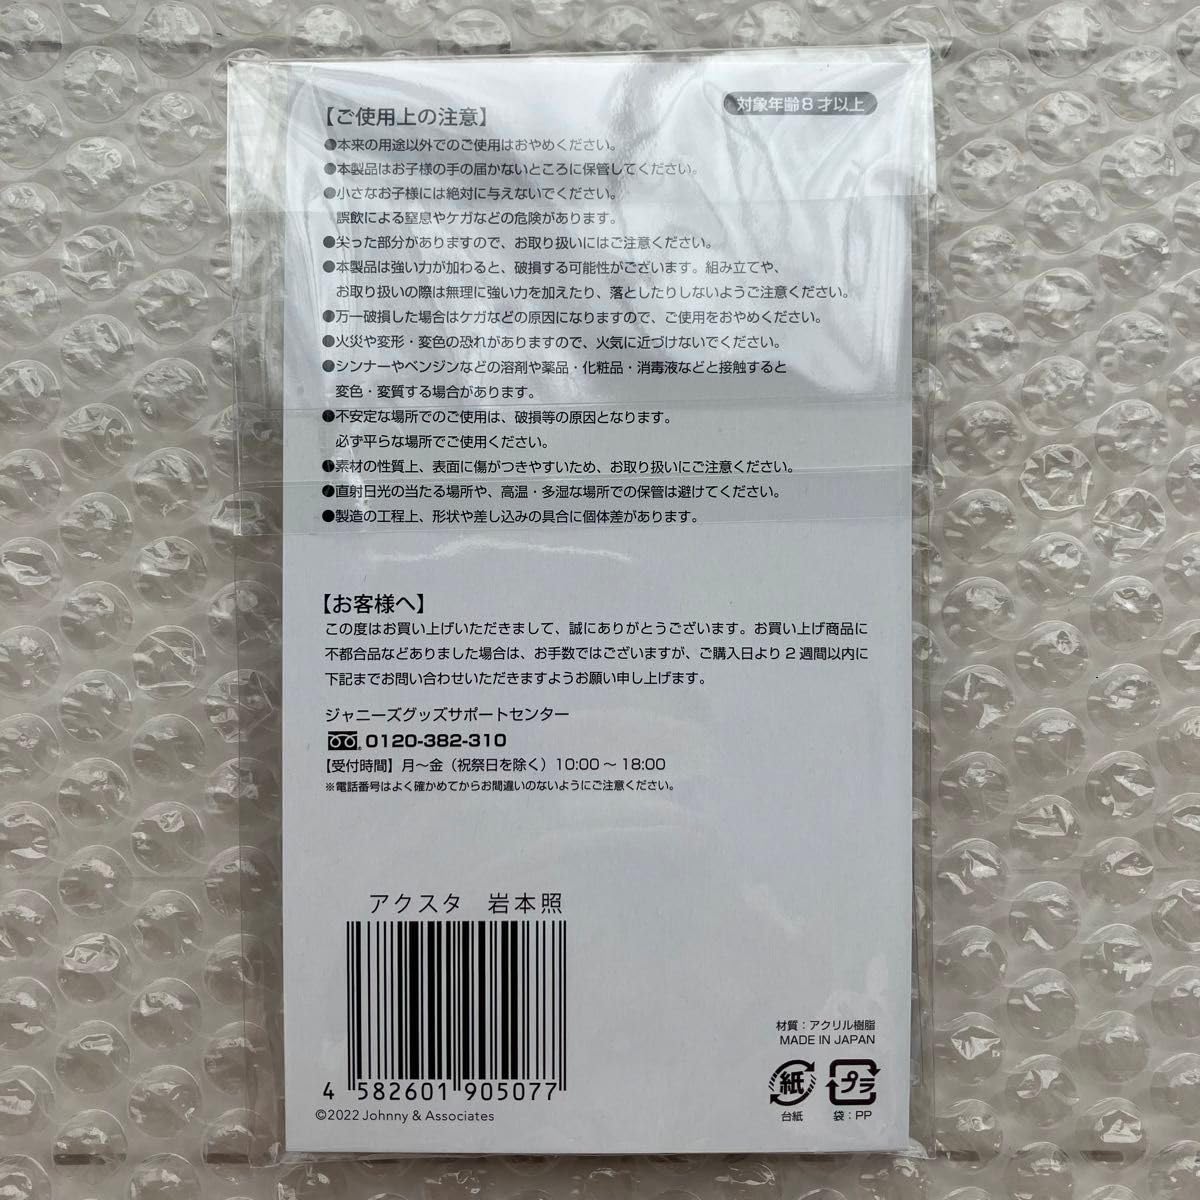 対象年齢8才以上
【ご使用上の注意】
●本来の用途以外でのご使用はおやめください。
●本製品はお子様の手の届かないところに保管してください。
●小さなお子様には絶対に与えないでください。
誤飲による窒息やケガなどの危険があります。
●尖った部分がありますので、お取り扱いにはご注意ください。
●本製品は強い力が加わると、破損する可能性がございます。組み立てや、
お取り扱いの際は無理に強い力を加えたり、落としたりしないようご注意ください。
●万一破損した場合はケガなどの原因になりますので、ご使用をおやめください。
●火災や変形・変色の恐れがありますので、火気に近づけないでください。
●シンナーやベンジンなどの溶剤や薬品・化粧品・消毒液などと接触すると
変色・変質する場合があります。
●不安定な場所でのご使用は、破損等の原因となります。
必ず平らな場所でご使用ください。
●素材の性質上、表面に傷がつきやすいため、お取り扱いにご注意ください。
●直射日光の当たる場所や、高温・多湿な場所での保管は避けてください。
●製造の工程上、形状や差し込みの具合に個体差があります。
【お客様へ】
この度はお買い上げいただきまして、誠にありがとうございます。お買い上げ商品に
不都合品などありました場合は、お手数ではございますが、ご購入日より2週間以内に
下記までお問い合わせいただきますようお願い申し上げます。
ジャニーズグッズサポートセンター
0120-382-310
【受付時間】月〜金（祝祭日を除く）10:00〜18:00
※電話番号はよく確かめてからお間違いのないようにご注意ください。
アクスタ 岩本照
4 582601 905077
©2022 Johnny & Associates
材質：アクリル樹脂
MADE IN JAPAN
紙 プラ
台紙 袋：PP